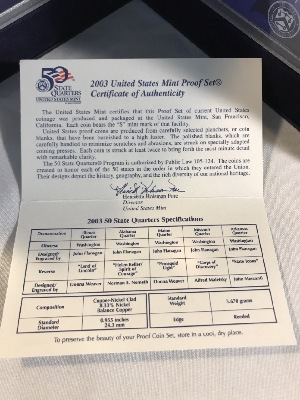 50
STATE
QUARTERS
UNITED STATES MINT
2003 United States Mint Proof Set®
Certificate of Authenticity
The United States Mint certifies that this Proof Set of current United States
coinage was produced and packaged at the United States Mint, San Francisco,
California. Each coin bears the "S" mint mark of that facility.
United States proof coins are produced from carefully selected planchets, or coin
blanks, that have been burnished to a high luster. The polished blanks, which are
carefully handled to minimize scratches and abrasions, are struck on specially adapted
coining presses. Each coin is struck at least twice to bring forth the most minute detail
with remarkable clarity.
The 50 State Quarters® Program is authorized by Public Law 105-124. The coins are
created to honor each of the 50 states in the order in which they entered the Union.
Their designs depict the history, geography, and the rich diversity of our national heritage.
Henrietta Holsman Fore
Director
United States Mint
2003 50 State Quarters Specifications
Denomination Illinois Quarter Alabama Quarter Maine Quarter Missouri Quarter Arkansas Quarter
Obverse Washington Washington Washington Washington Washington
Designed/ Engraved by John Flanagan John Flanagan John Flanagan John Flanagan John Flanagan
Reverse "Land of Lincoln" "Helen Keller/ Spirit of Courage" "Pemaquid Light" "Corps of Discovery" "State Icons"
Designed/ Engraved by Donna Weaver Norman E. Nemeth Donna Weaver Alfred Maletsky John Mercanti
Composition Copper-Nickel Clad 8.33% Nickel Balance Copper Standard Weight 5.670 grams
Standard Diameter 0.955 inches 24.3 mm Edge Reeded
To preserve the beauty of your Proof Coin Set, store in a cool, dry place.